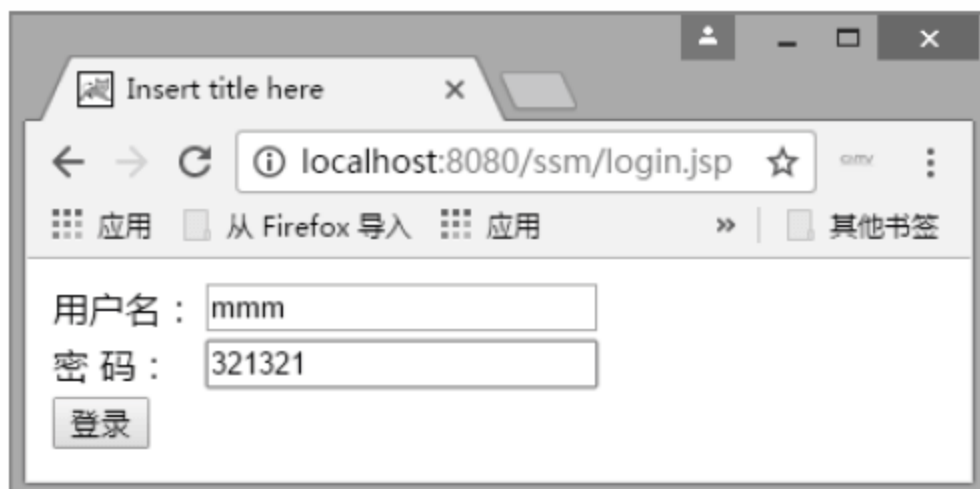 Insert title here
localhost:8080/ssm/login.jsp
应用 从 Firefox 导入 应用 » 其他书签
用户名： mmm
密 码： 321321
登录